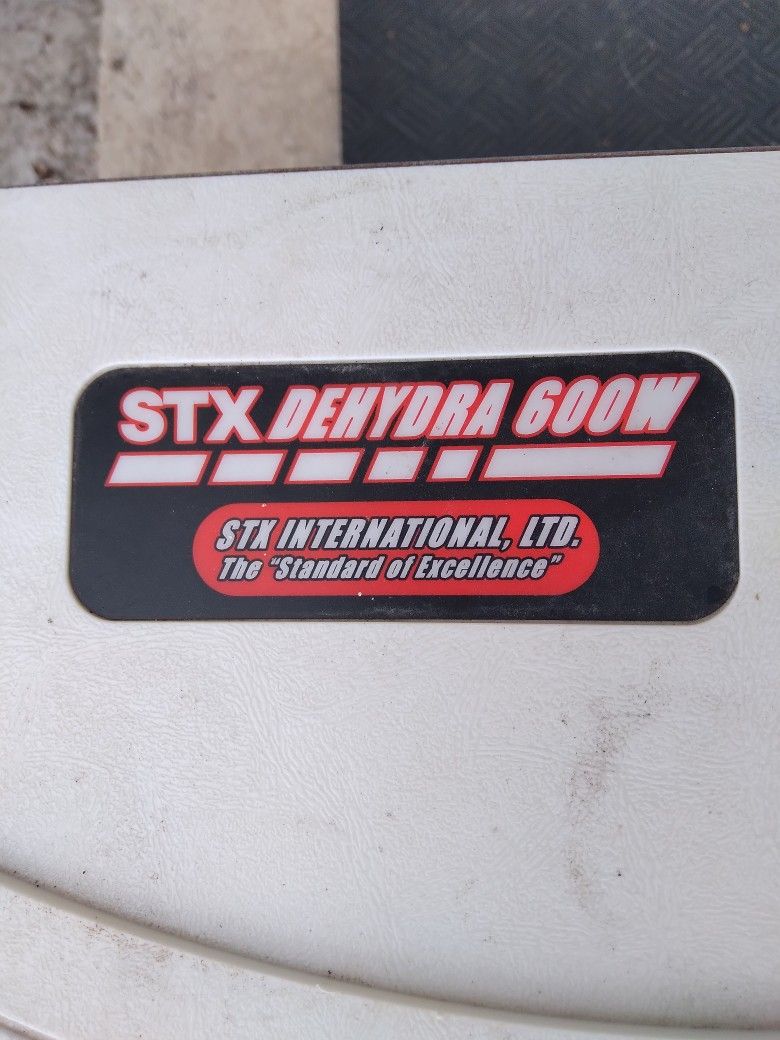 STX DEHYDRA 600W
STX INTERNATIONAL, LTD.
The "Standard of Excellence"